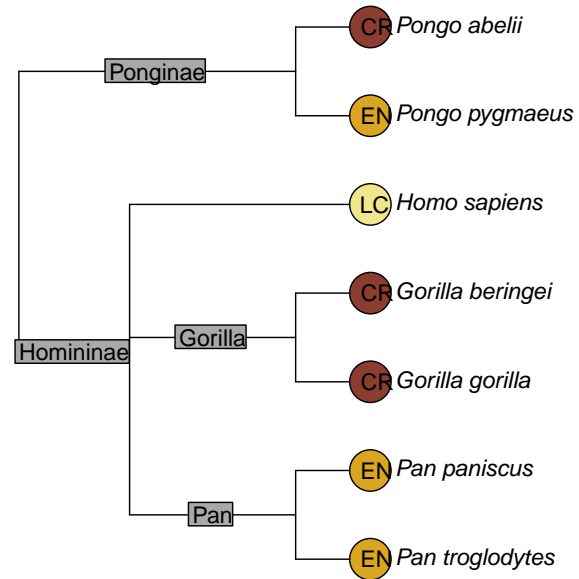 CR Pongo abelii
Ponginae
EN Pongo pygmaeus
LC Homo sapiens
CR Gorilla beringei
Gorilla
Homininae
CR Gorilla gorilla
EN Pan paniscus
Pan
EN Pan troglodytes